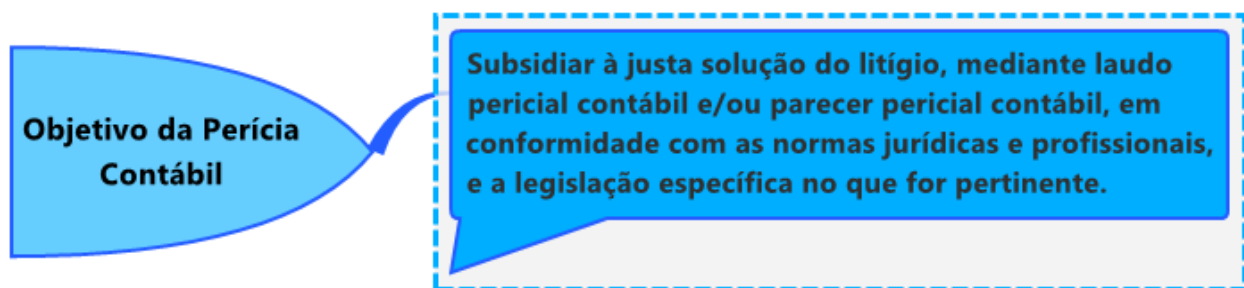 Objetivo da Perícia
Contábil
Subsidiar à justa solução do litígio, mediante laudo
pericial contábil e/ou parecer pericial contábil, em
conformidade com as normas jurídicas e profissionais,
e a legislação específica no que for pertinente.